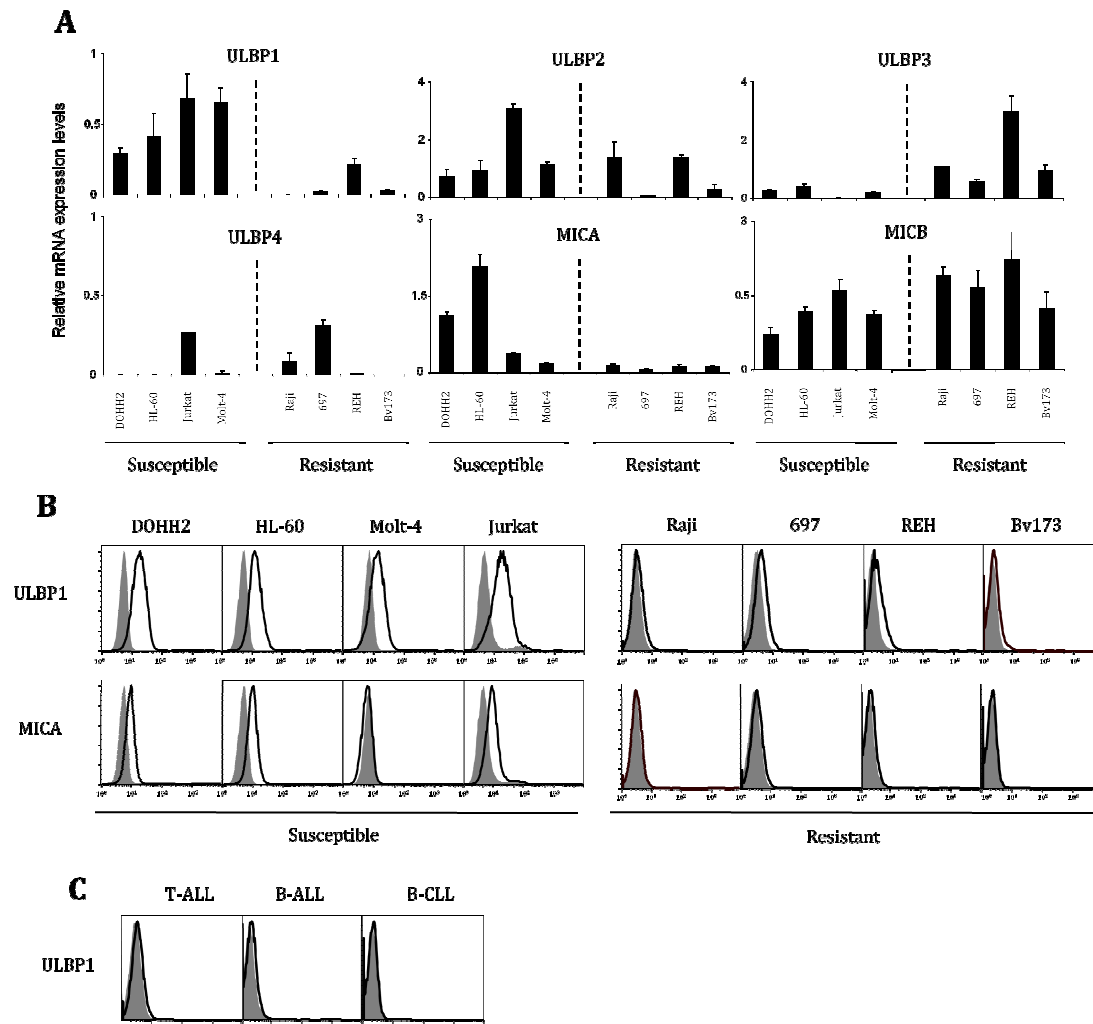 A
Relative mRNA expression levels
ULBP1
1
0.5
0
ULBP2
4
2
0
ULBP3
4
2
0
ULBP4
1
0.5
0
MICA
3
1.5
0
MICB
3
0.5
0
DOHH2 HL-60 Jurkat Molt-4 Raji 697 REH Bv173
DOHH2 HL-60 Jurkat Molt-4 Raji 697 REH Bv173
DOHH2 HL-60 Jurkat Molt-4 Raji 697 REH Bv173
Susceptible Resistant Susceptible Resistant Susceptible Resistant
B
DOHH2 HL-60 Molt-4 Jurkat Raji 697 REH Bv173
ULBP1
MICA
Susceptible Resistant
C
T-ALL B-ALL B-CLL
ULBP1